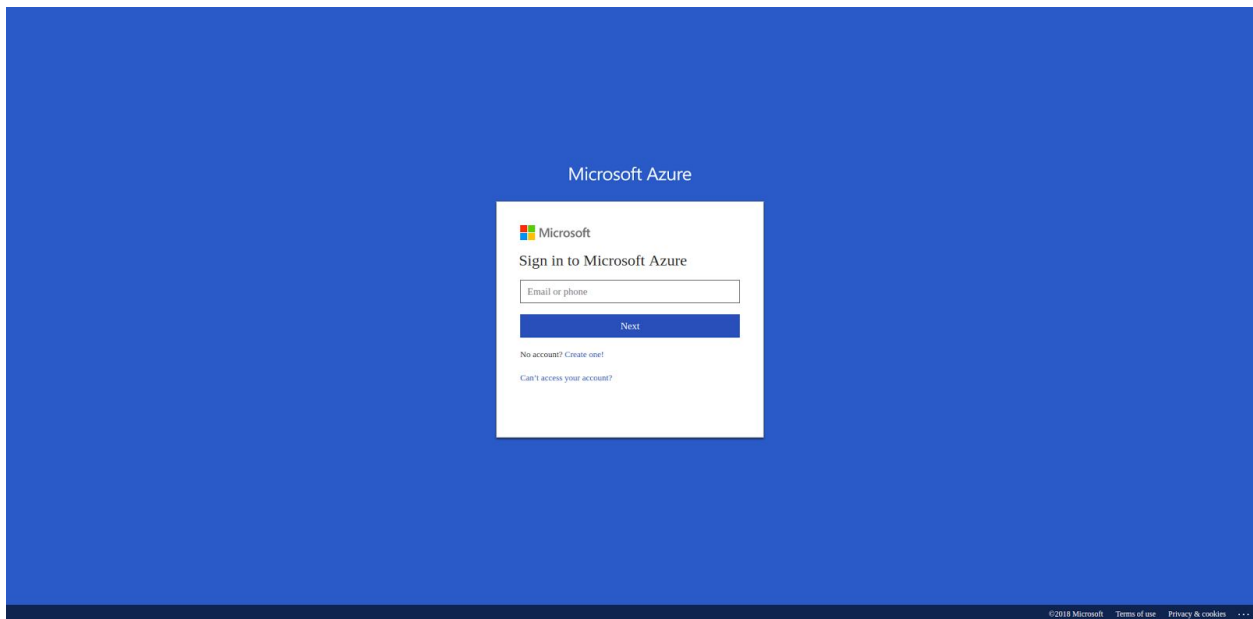 Microsoft Azure
Microsoft
Sign in to Microsoft Azure
Email or phone
Next
No account? Create one!
Can't access your account?
©2018 Microsoft Terms of use Privacy & cookies ...